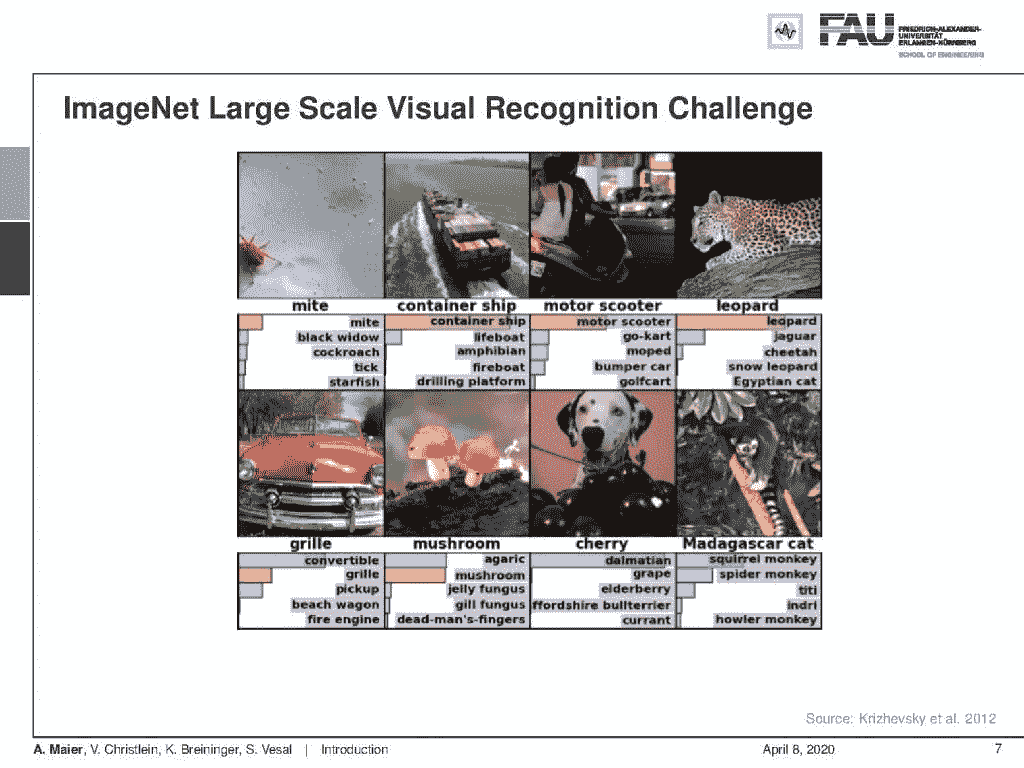 FAU
FRIEDRICH-ALEXANDER-
UNIVERSITÄT
ERLANGEN-NÜRNBERG
SCHOOL OF ENGINEERING
ImageNet Large Scale Visual Recognition Challenge
mite container ship motor scooter leopard
mite container ship motor scooter leopard
black widow lifeboat go-kart jaguar
cockroach amphibian moped cheetah
tick fireboat bumper car snow leopard
starfish drilling platform golfcart Egyptian cat
grille mushroom cherry Madagascar cat
convertible agaric dalmatian squirrel monkey
grille mushroom grape spider monkey
pickup jelly fungus elderberry titi
beach wagon gill fungus ffordshire bullterrier indri
fire engine dead-man's-fingers currant howler monkey
Source: Krizhevsky et al. 2012
A. Maier, V. Christlein, K. Breininger, S. Vesal | Introduction April 8, 2020 7